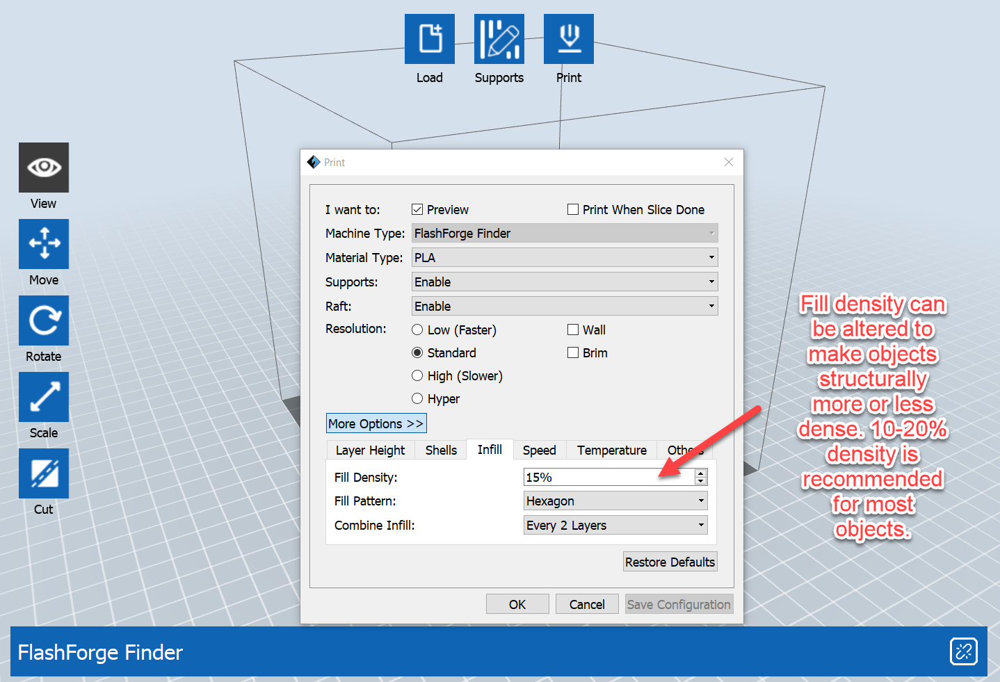 Load Supports Print
View
Move
Rotate
Scale
Cut
Print
I want to: Preview Print When Slice Done
Machine Type: FlashForge Finder
Material Type: PLA
Supports: Enable
Raft: Enable
Resolution: Low (Faster) Wall
Standard Brim
High (Slower)
Hyper
More Options >>
Layer Height Shells Infill Speed Temperature Others
Fill Density: 15%
Fill Pattern: Hexagon
Combine Infill: Every 2 Layers
Restore Defaults
OK Cancel Save Configuration
Fill density can
be altered to
make objects
structurally
more or less
dense. 10-20%
density is
recommended
for most
objects.
FlashForge Finder